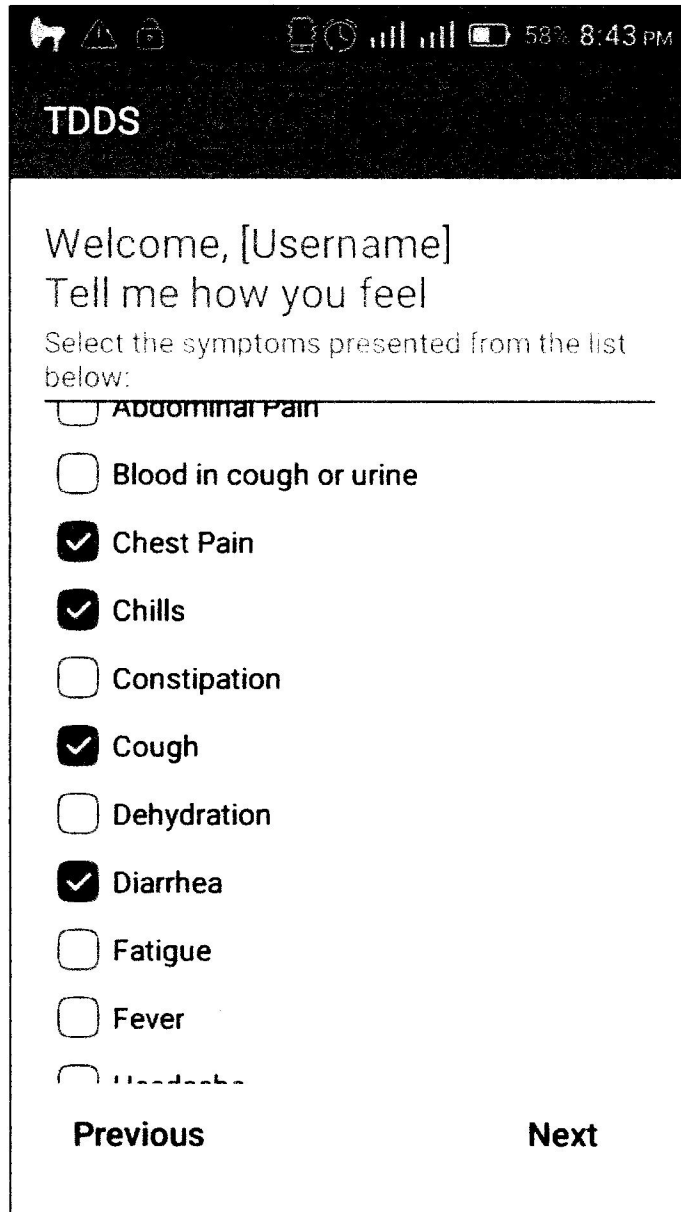 58% 8:43 PM
TDDS
Welcome, [Username]
Tell me how you feel
Select the symptoms presented from the list
below:
Abdominal Pain
Blood in cough or urine
Chest Pain
Chills
Constipation
Cough
Dehydration
Diarrhea
Fatigue
Fever
Headache
Previous
Next